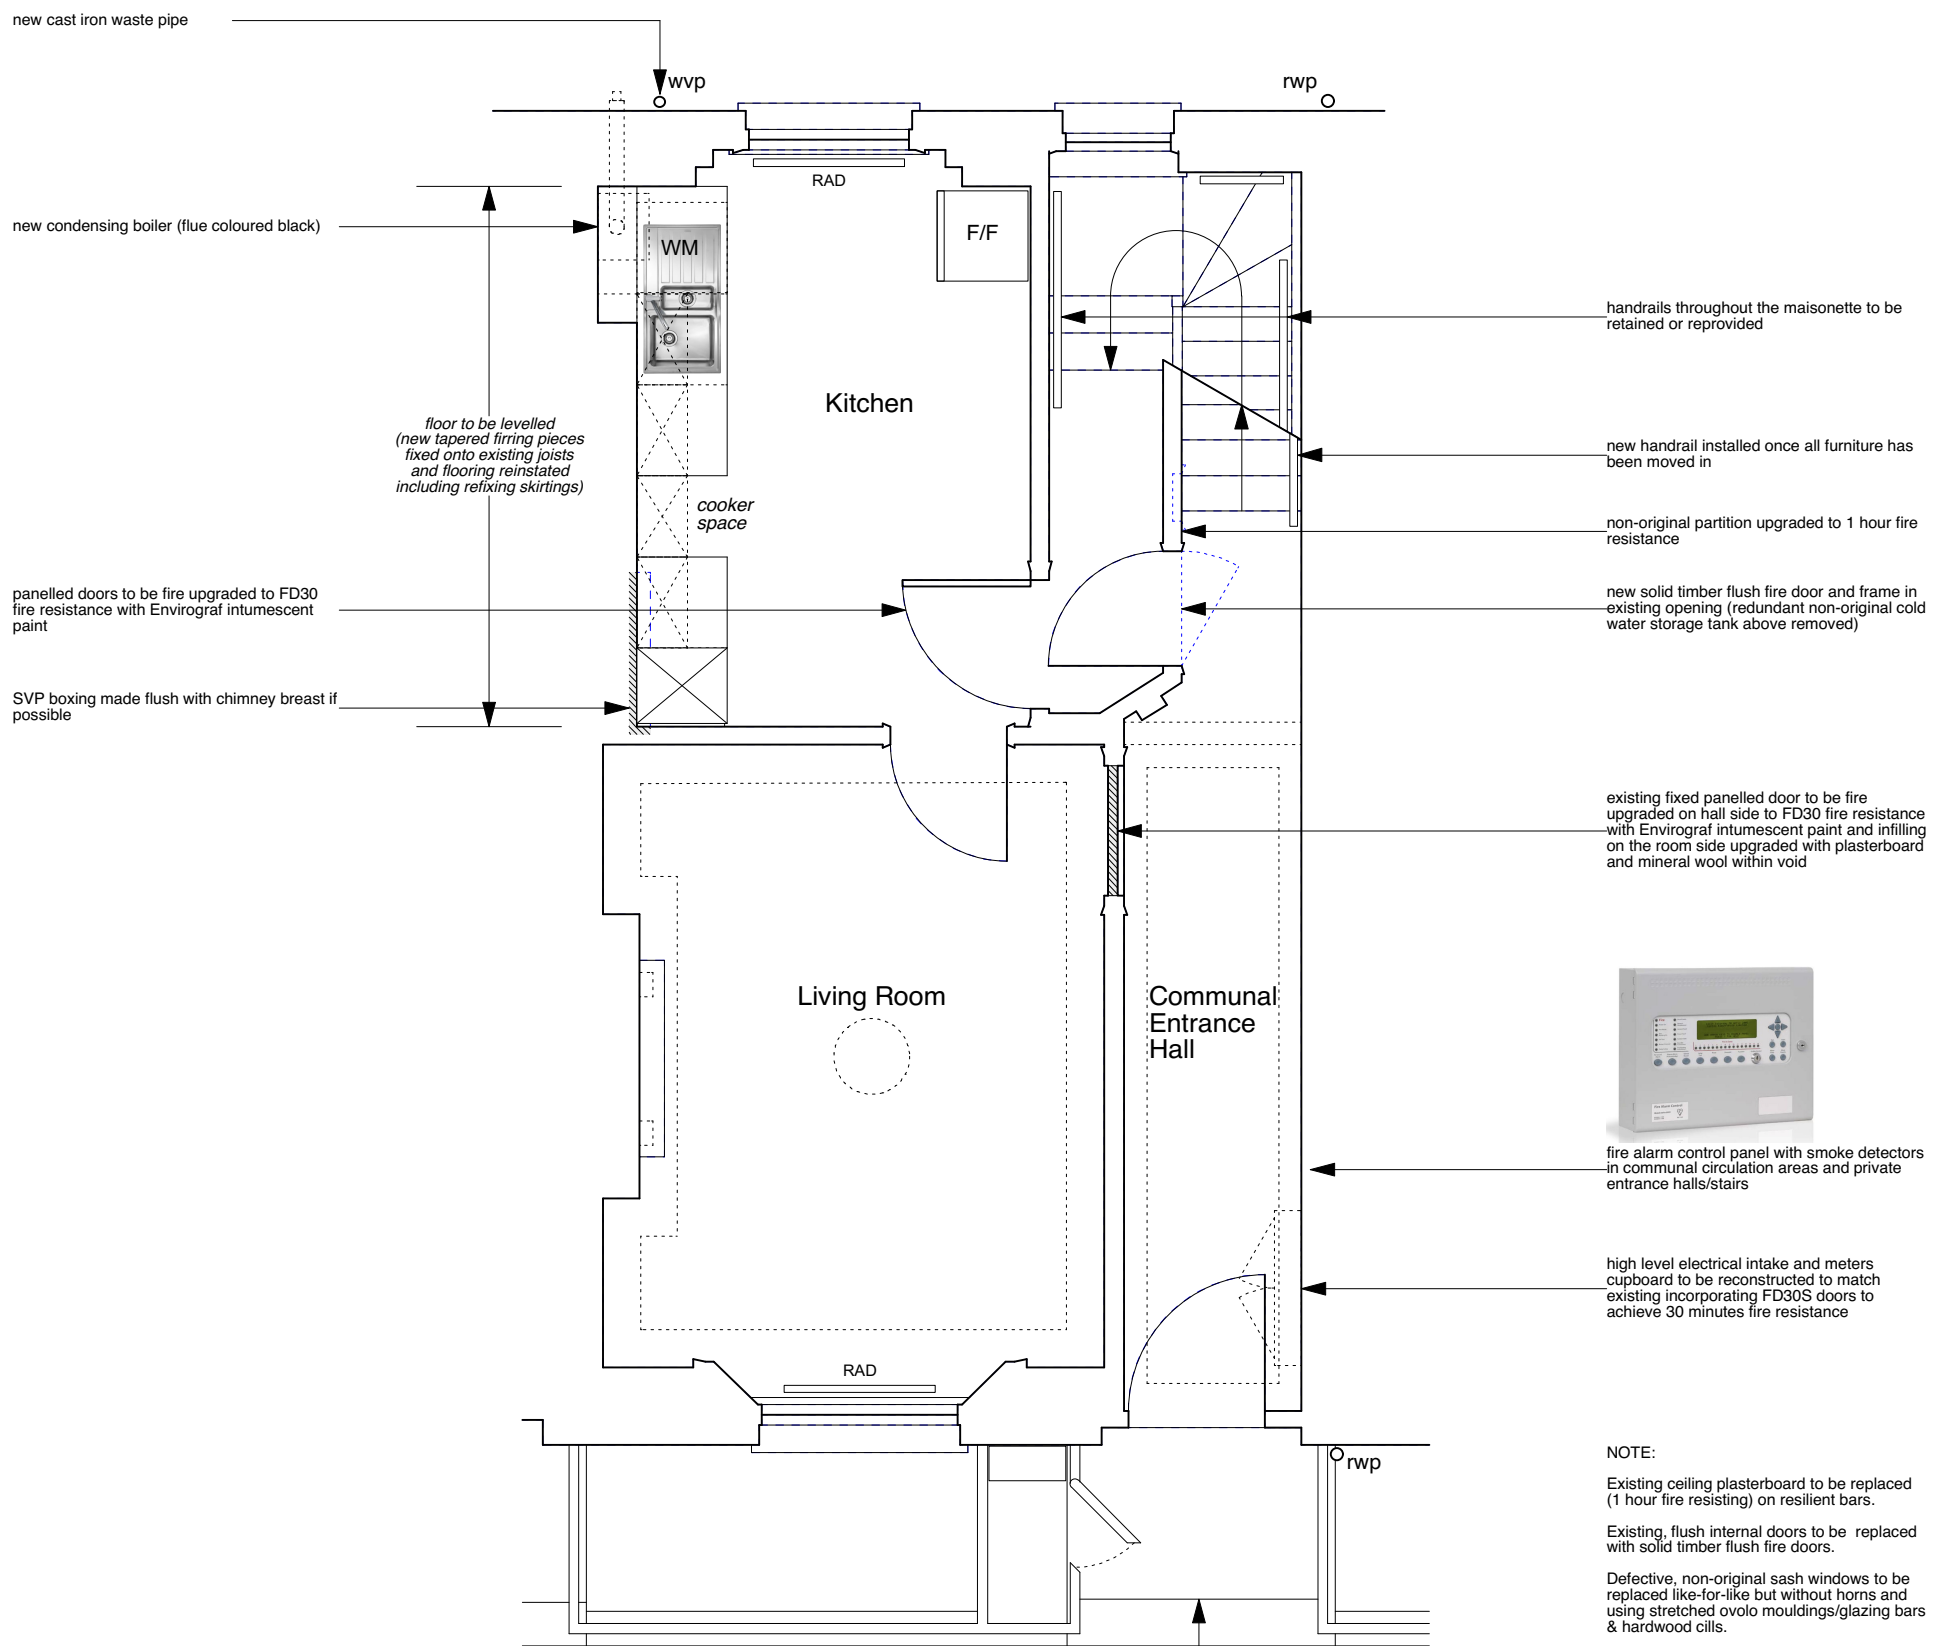 new cast iron waste pipe
wvp
rwp
RAD
new condensing boiler (flue coloured black)
WM
F/F
handrails throughout the maisonette to be
retained or reprovided
Kitchen
floor to be levelled
(new tapered firring pieces
fixed onto existing joists
and flooring reinstated
including refixing skirtings)
new handrail installed once all furniture has
been moved in
cooker
space
non-original partition upgraded to 1 hour fire
resistance
panelled doors to be fire upgraded to FD30
fire resistance with Envirograf intumescent
paint
new solid timber flush fire door and frame in
existing opening (redundant non-original cold
water storage tank above removed)
SVP boxing made flush with chimney breast if
possible
existing fixed panelled door to be fire
upgraded on hall side to FD30 fire resistance
with Envirograf intumescent paint and infilling
on the room side upgraded with plasterboard
and mineral wool within void
Living Room
Communal
Entrance
Hall
fire alarm control panel with smoke detectors
in communal circulation areas and private
entrance halls/stairs
high level electrical intake and meters
cupboard to be reconstructed to match
existing incorporating FD30S doors to
achieve 30 minutes fire resistance
RAD
rwp
NOTE:
Existing ceiling plasterboard to be replaced
(1 hour fire resisting) on resilient bars.
Existing, flush internal doors to be replaced
with solid timber flush fire doors.
Defective, non-original sash windows to be
replaced like-for-like but without horns and
using stretched ovolo mouldings/glazing bars
& hardwood cills.